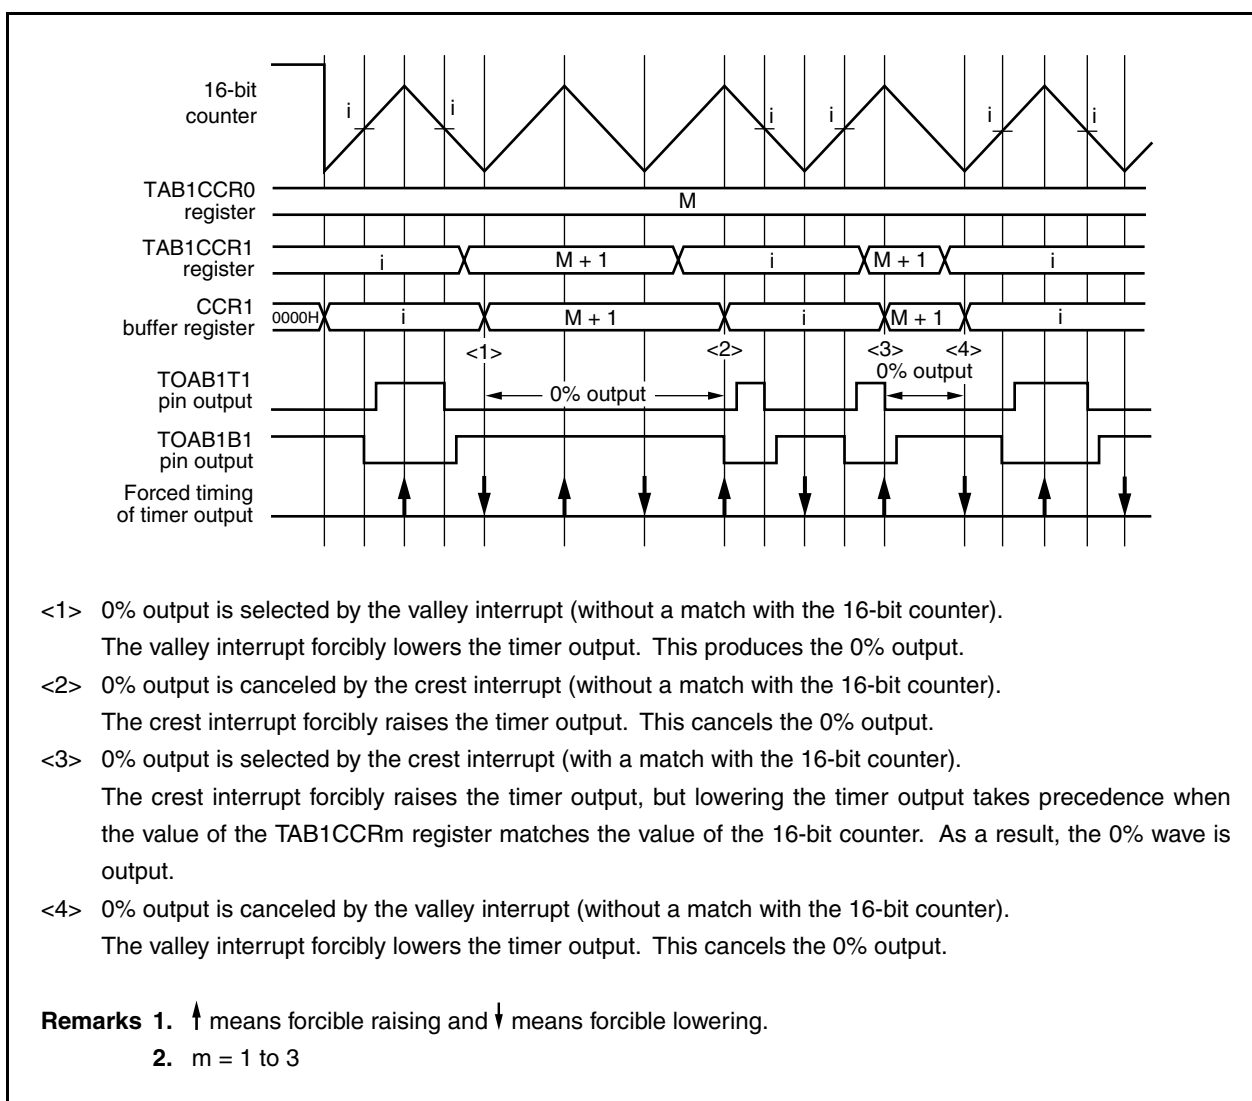 16-bit
counter
i
i
i
i
i
i
TAB1CCR0
register
M
TAB1CCR1
register
i
M + 1
i
M + 1
i
CCR1
buffer register
0000H
i
M + 1
i
M + 1
i
<1>
<2>
<3>
<4>
TOAB1T1
pin output
0% output
0% output
TOAB1B1
pin output
Forced timing
of timer output
<1> 0% output is selected by the valley interrupt (without a match with the 16-bit counter).
The valley interrupt forcibly lowers the timer output. This produces the 0% output.
<2> 0% output is canceled by the crest interrupt (without a match with the 16-bit counter).
The crest interrupt forcibly raises the timer output. This cancels the 0% output.
<3> 0% output is selected by the crest interrupt (with a match with the 16-bit counter).
The crest interrupt forcibly raises the timer output, but lowering the timer output takes precedence when
the value of the TAB1CCRm register matches the value of the 16-bit counter. As a result, the 0% wave is
output.
<4> 0% output is canceled by the valley interrupt (without a match with the 16-bit counter).
The valley interrupt forcibly lowers the timer output. This cancels the 0% output.
Remarks 1. ↑ means forcible raising and ↓ means forcible lowering.
2. m = 1 to 3